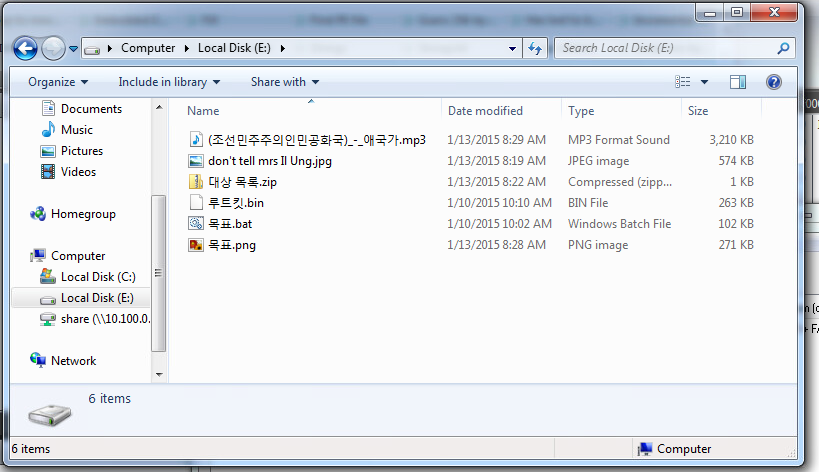 Computer Local Disk (E:)
Search Local Disk (E:)
Organize Include in library Share with
Name Date modified Type Size
Documents
Music
Pictures
Videos
Homegroup
Computer
Local Disk (C:)
Local Disk (E:)
share (\\10.100.0.
Network
(조선민주주의인민공화국)_-_애국가.mp3 1/13/2015 8:29 AM MP3 Format Sound 3,210 KB
don't tell mrs Il Ung.jpg 1/13/2015 8:19 AM JPEG image 574 KB
대상 목록.zip 1/13/2015 8:22 AM Compressed (zipp... 1 KB
루트킷.bin 1/10/2015 10:10 AM BIN File 263 KB
목표.bat 1/10/2015 10:02 AM Windows Batch File 102 KB
목표.png 1/13/2015 8:28 AM PNG image 271 KB
6 items
6 items Computer